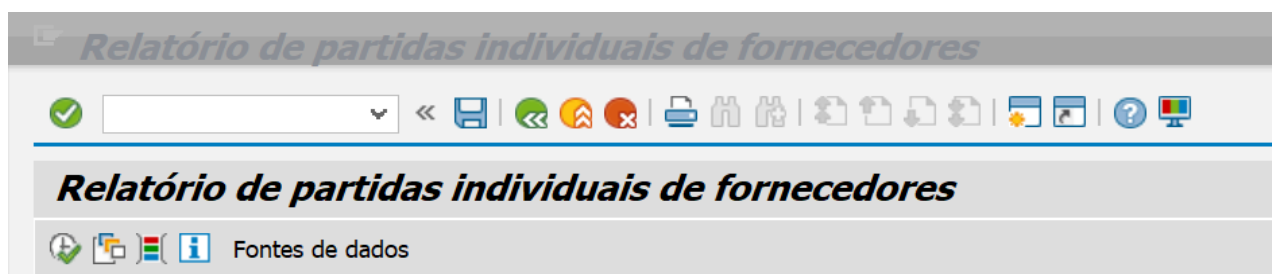 Relatório de partidas individuais de fornecedores
Relatório de partidas individuais de fornecedores
Fontes de dados